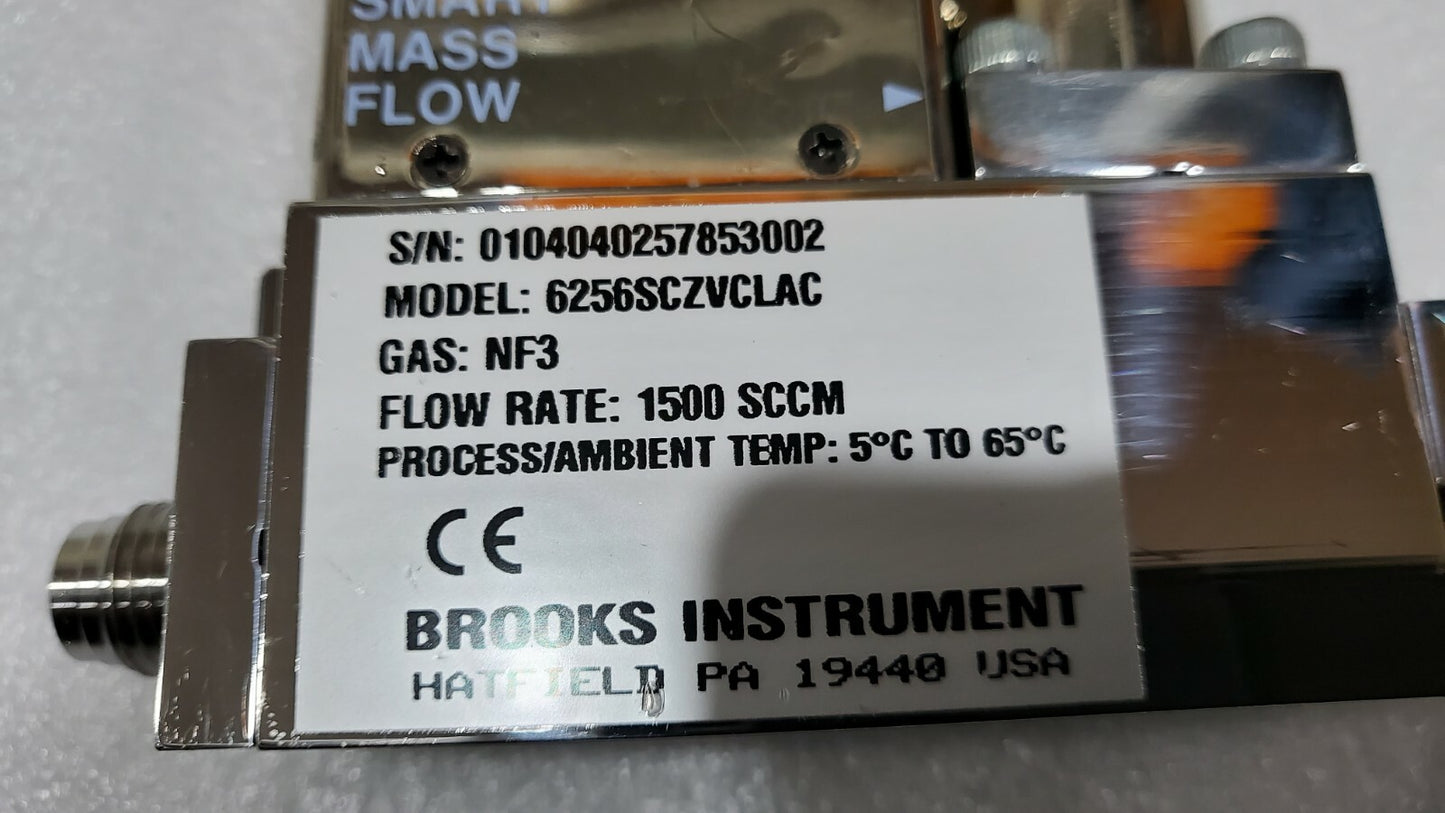 SMART
MASS
FLOW
S/N: 0104040257853002
MODEL: 6256SCZVCLAC
GAS: NF3
FLOW RATE: 1500 SCCM
PROCESS/AMBIENT TEMP: 5°C TO 65°C
CE
BROOKS INSTRUMENT
HATFIELD PA 19440 USA